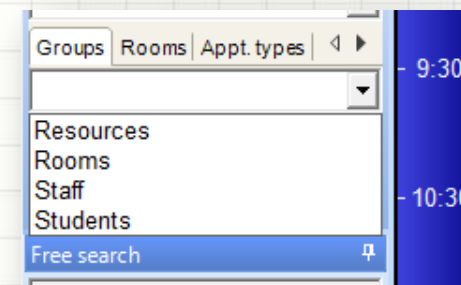 Groups Rooms Appt. types
9:30
Resources
Rooms
Staff
Students
10:30
Free search